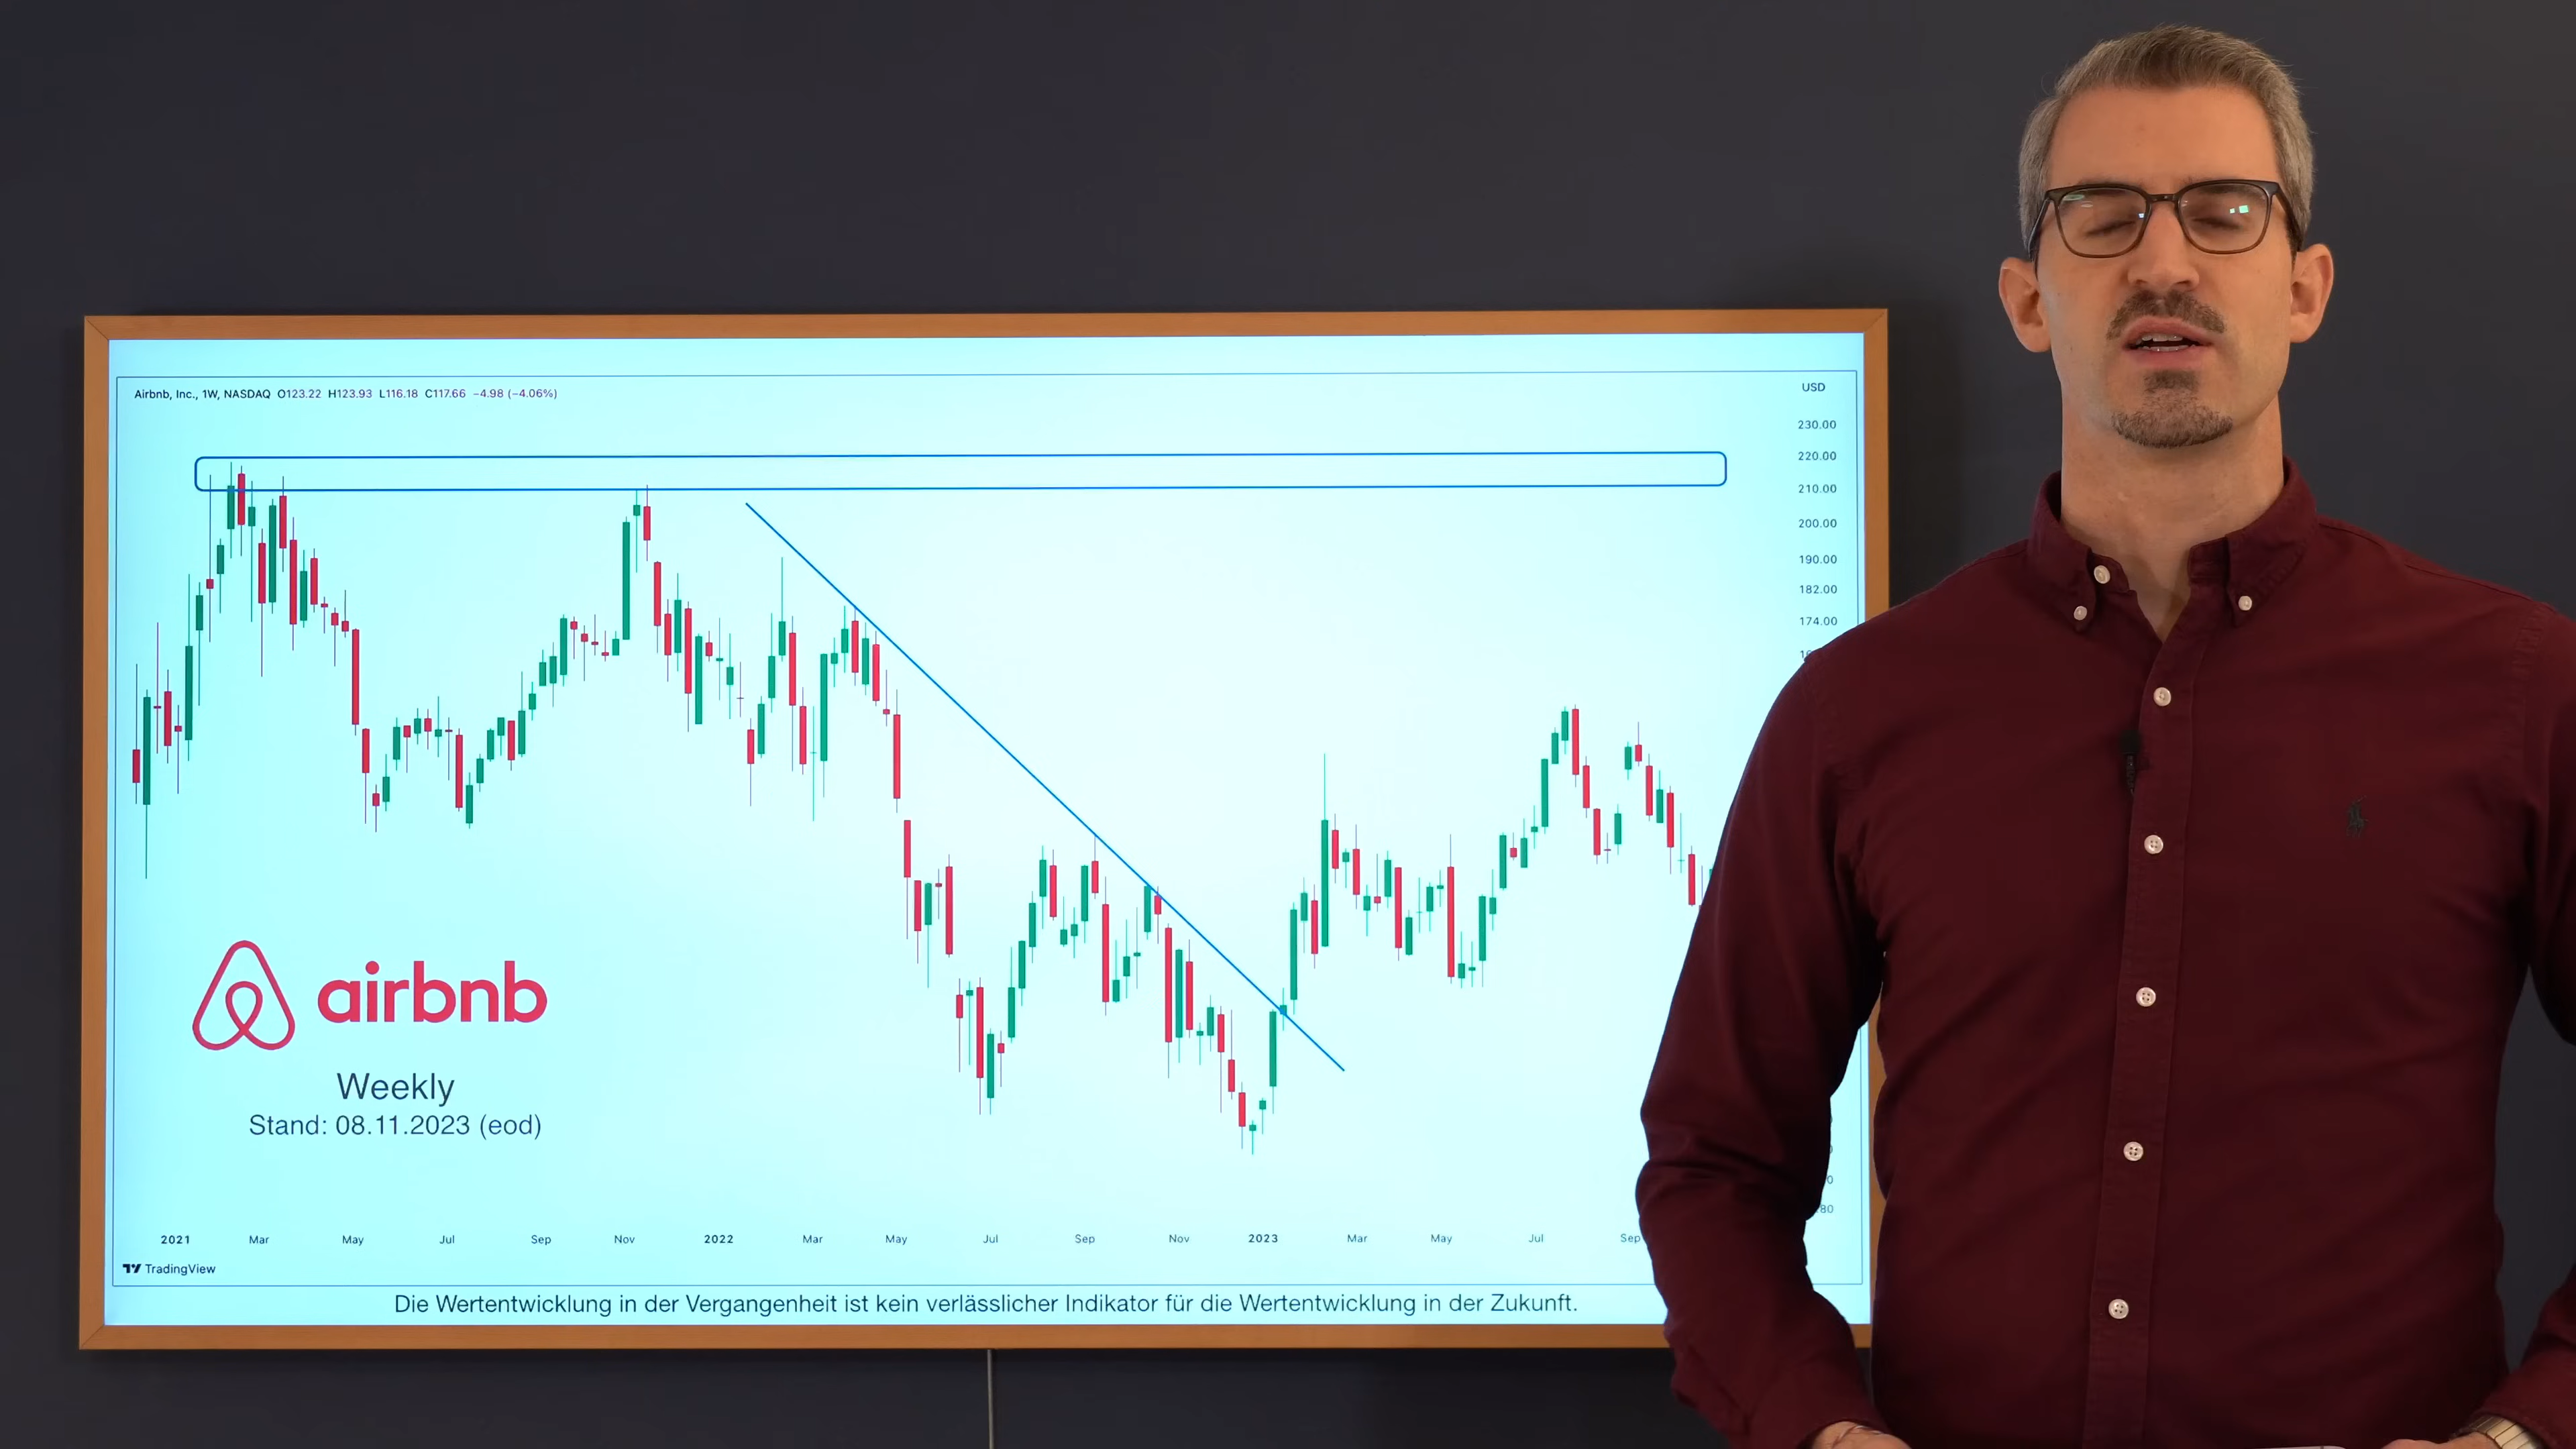 Airbnb, Inc., 1W, NASDAQ O123.22 H123.93 L116.18 C117.66 −4.98 (−4.06%)
USD
230.00
220.00
210.00
200.00
190.00
182.00
174.00
airbnb
Weekly
Stand: 08.11.2023 (eod)
2021 Mar May Jul Sep Nov 2022 Mar May Jul Sep Nov 2023 Mar May Jul Sep
TradingView
Die Wertentwicklung in der Vergangenheit ist kein verlässlicher Indikator für die Wertentwicklung in der Zukunft.